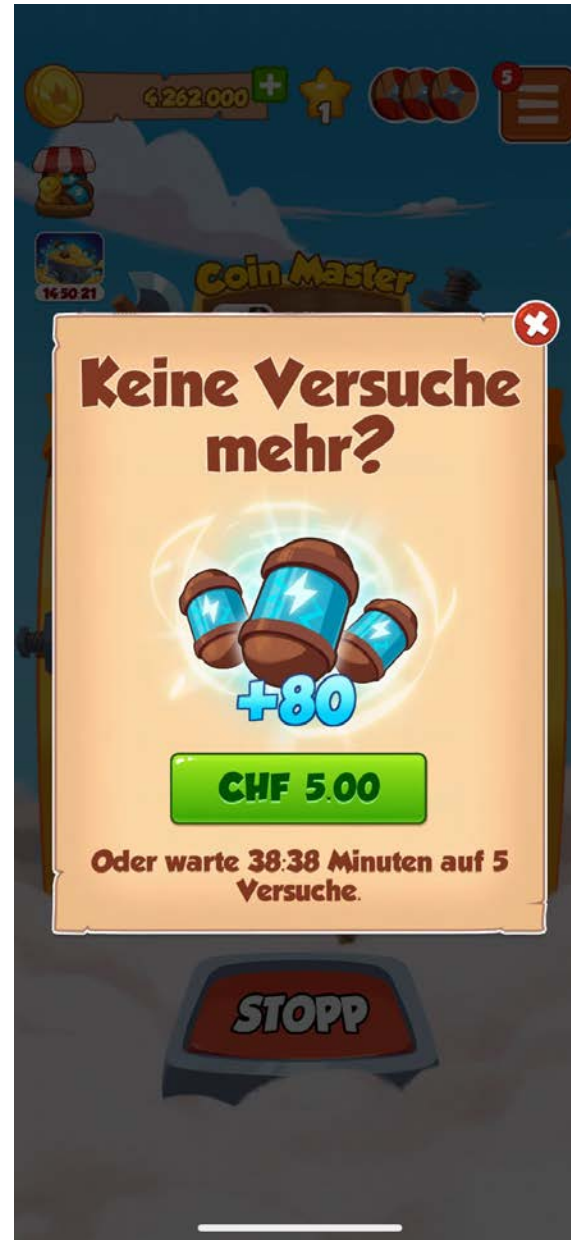 4.262.000
1
5
14:50:21
Coin Master
Keine Versuche
mehr?
+80
CHF 5.00
Oder warte 38:38 Minuten auf 5
Versuche.
STOPP